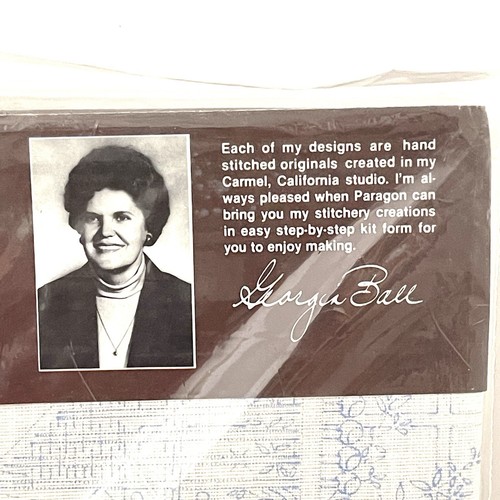 Each of my designs are hand
stitched originals created in my
Carmel, California studio. I'm al-
ways pleased when Paragon can
bring you my stitchery creations
in easy step-by-step kit form for
you to enjoy making.
Georgia Ball